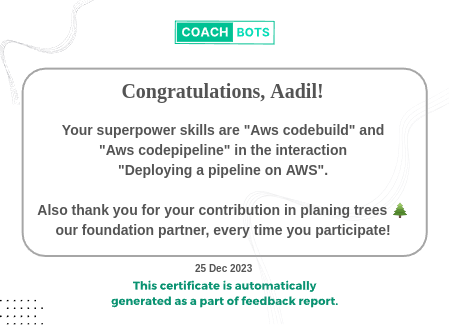 COACH BOTS
Congratulations, Aadil!
Your superpower skills are "Aws codebuild" and
"Aws codepipeline" in the interaction
"Deploying a pipeline on AWS".
Also thank you for your contribution in planing trees 🌲
our foundation partner, every time you participate!
25 Dec 2023
This certificate is automatically
generated as a part of feedback report.